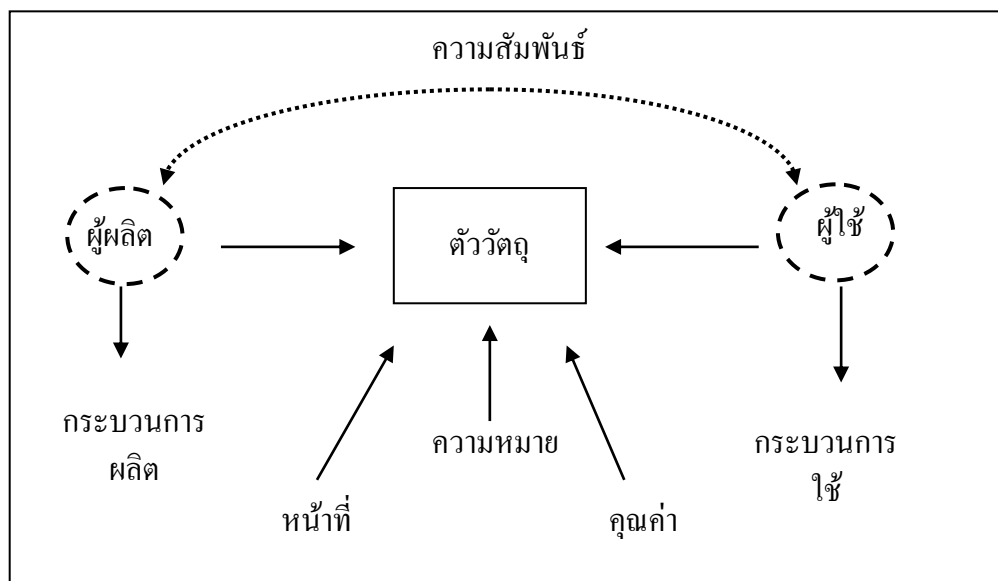 ความสัมพันธ์
ผู้ผลิต
ตัววัตถุ
ผู้ใช้
กระบวนการ
ผลิต
ความหมาย
กระบวนการ
ใช้
หน้าที่
คุณค่า